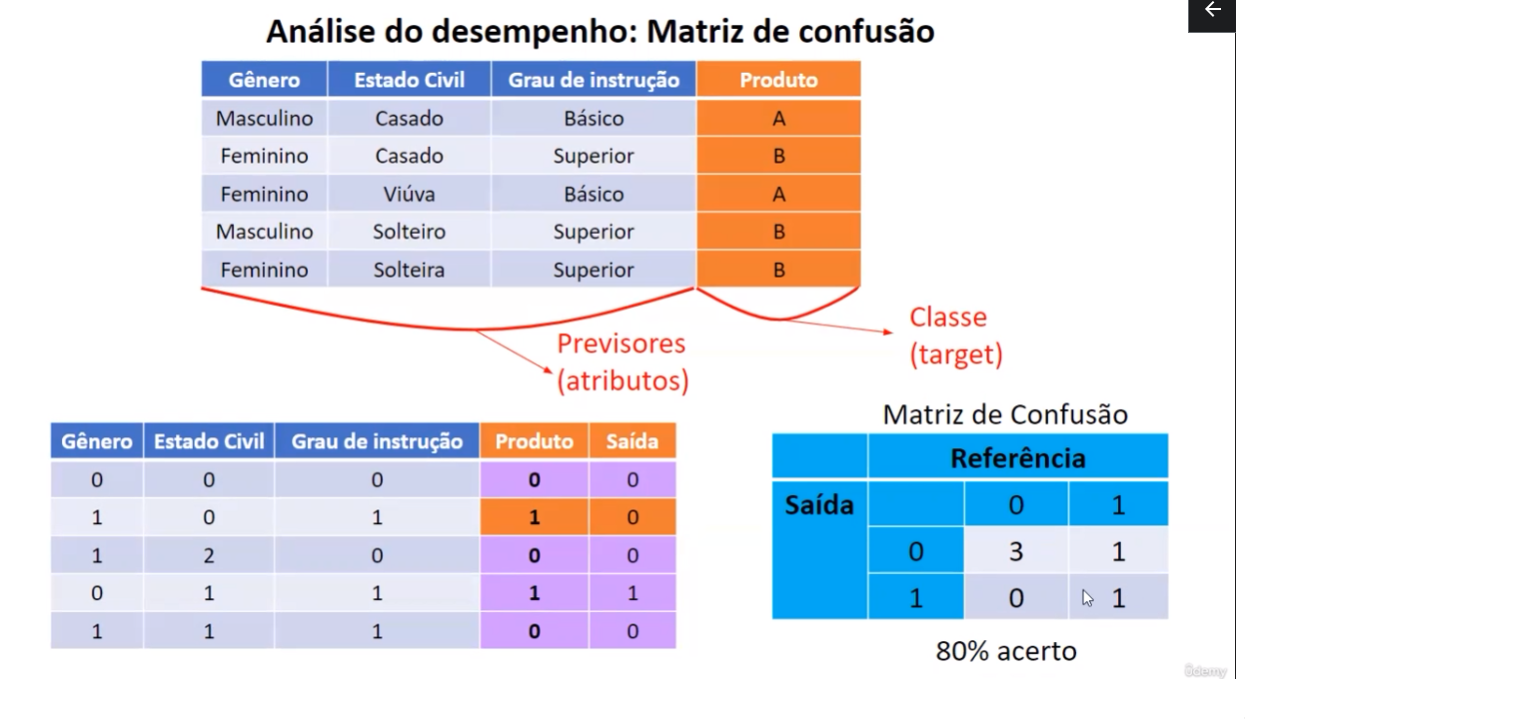 Análise do desempenho: Matriz de confusão
Gênero Estado Civil Grau de instrução Produto
Masculino Casado Básico A
Feminino Casado Superior B
Feminino Viúva Básico A
Masculino Solteiro Superior B
Feminino Solteira Superior B
Previsores
(atributos)
Classe
(target)
Gênero Estado Civil Grau de instrução Produto Saída
0 0 0 0 0
1 0 1 1 0
1 2 0 0 0
0 1 1 1 1
1 1 1 0 0
Matriz de Confusão
Referência
Saída 0 1
0 3 1
1 0 1
80% acerto
ûdemy